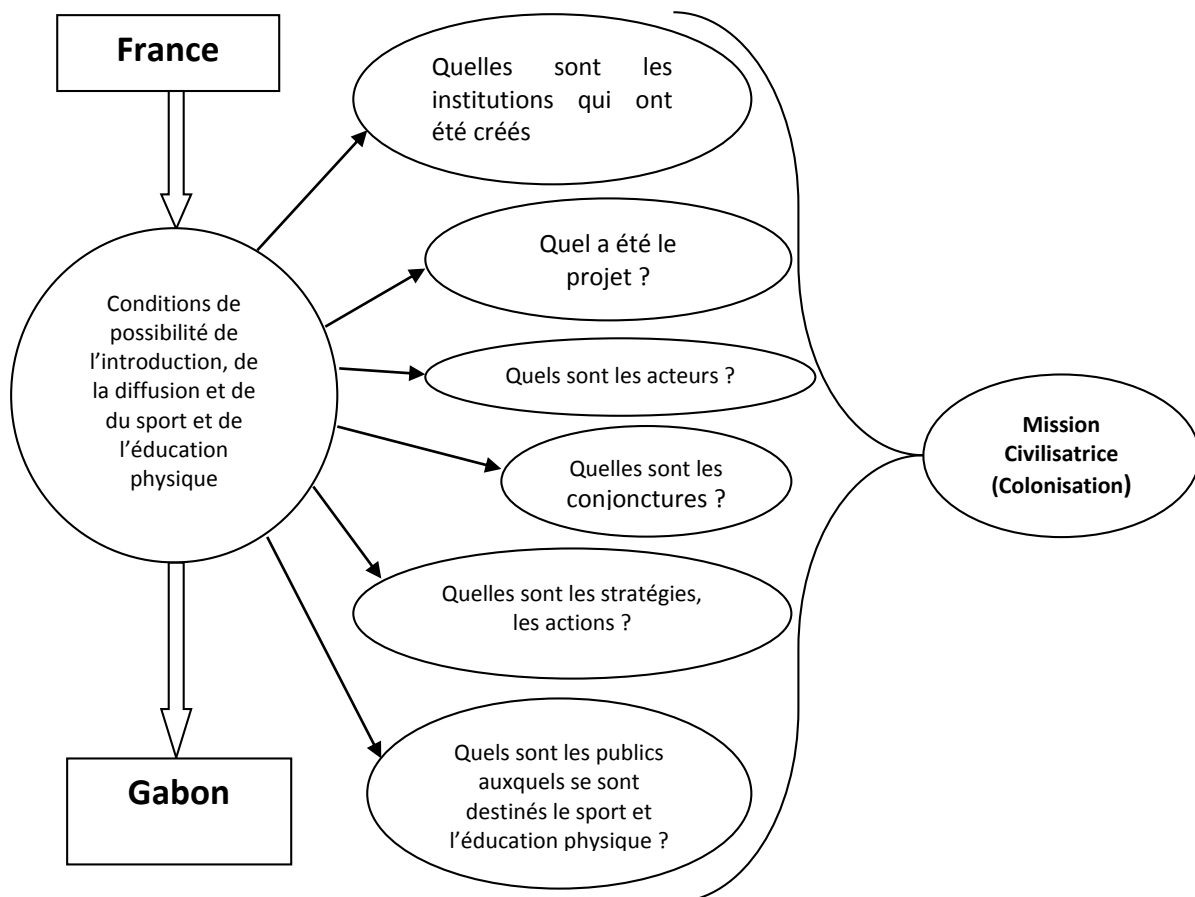 France
Quelles sont les
institutions qui ont
été créés
Quel a été le
projet ?
Conditions de
possibilité de
l’introduction, de
la diffusion et de
du sport et de
l’éducation
physique
Quels sont les acteurs ?
Quelles sont les
conjonctures ?
Mission
Civilisatrice
(Colonisation)
Quelles sont les stratégies,
les actions ?
Gabon
Quels sont les publics
auxquels se sont
destinés le sport et
l’éducation physique ?